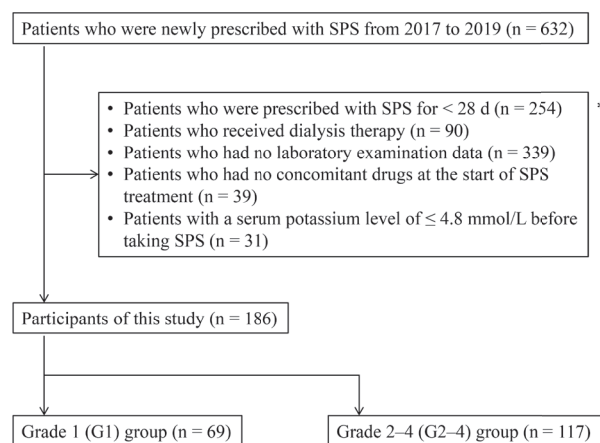 Patients who were newly prescribed with SPS from 2017 to 2019 (n = 632)
• Patients who were prescribed with SPS for < 28 d (n = 254)
• Patients who received dialysis therapy (n = 90)
• Patients who had no laboratory examination data (n = 339)
• Patients who had no concomitant drugs at the start of SPS
treatment (n = 39)
• Patients with a serum potassium level of ≤ 4.8 mmol/L before
taking SPS (n = 31)
*
Participants of this study (n = 186)
Grade 1 (G1) group (n = 69)
Grade 2–4 (G2–4) group (n = 117)